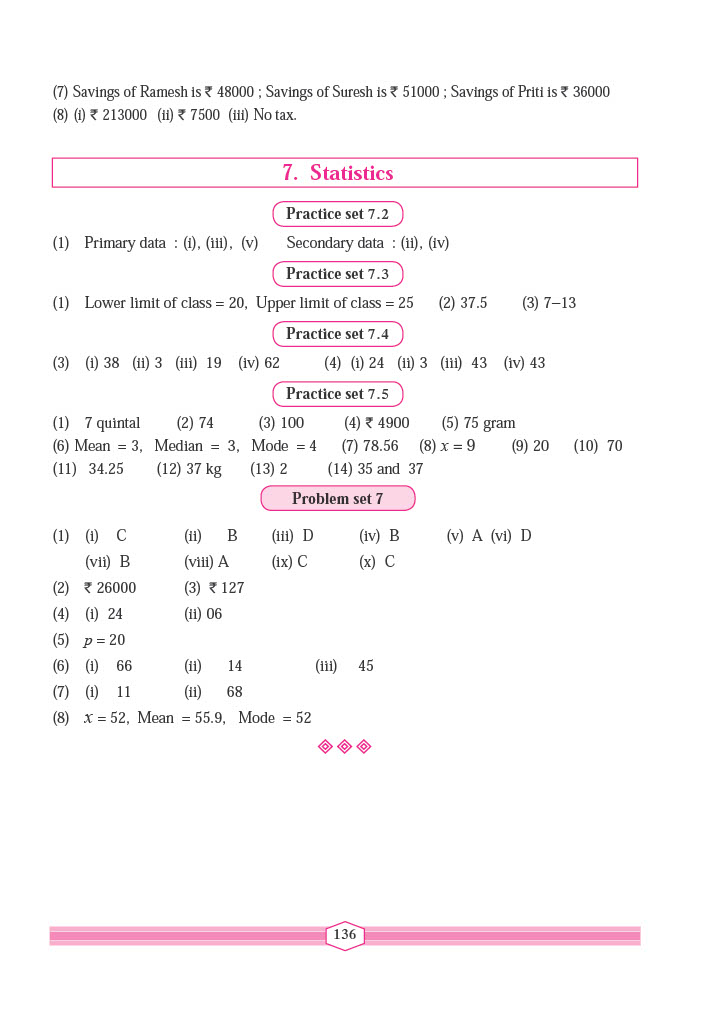 (7) Savings of Ramesh is ₹ 48000 ; Savings of Suresh is ₹ 51000 ; Savings of Priti is ₹ 36000
(8) (i) ₹ 213000 (ii) ₹ 7500 (iii) No tax.
7. Statistics
Practice set 7.2
(1) Primary data : (i), (iii), (v) Secondary data : (ii), (iv)
Practice set 7.3
(1) Lower limit of class = 20, Upper limit of class = 25 (2) 37.5 (3) 7–13
Practice set 7.4
(3) (i) 38 (ii) 3 (iii) 19 (iv) 62 (4) (i) 24 (ii) 3 (iii) 43 (iv) 43
Practice set 7.5
(1) 7 quintal (2) 74 (3) 100 (4) ₹ 4900 (5) 75 gram
(6) Mean = 3, Median = 3, Mode = 4 (7) 78.56 (8) x = 9 (9) 20 (10) 70
(11) 34.25 (12) 37 kg (13) 2 (14) 35 and 37
Problem set 7
(1) (i) C (ii) B (iii) D (iv) B (v) A (vi) D
(vii) B (viii) A (ix) C (x) C
(2) ₹ 26000 (3) ₹ 127
(4) (i) 24 (ii) 06
(5) p = 20
(6) (i) 66 (ii) 14 (iii) 45
(7) (i) 11 (ii) 68
(8) x = 52, Mean = 55.9, Mode = 52
136